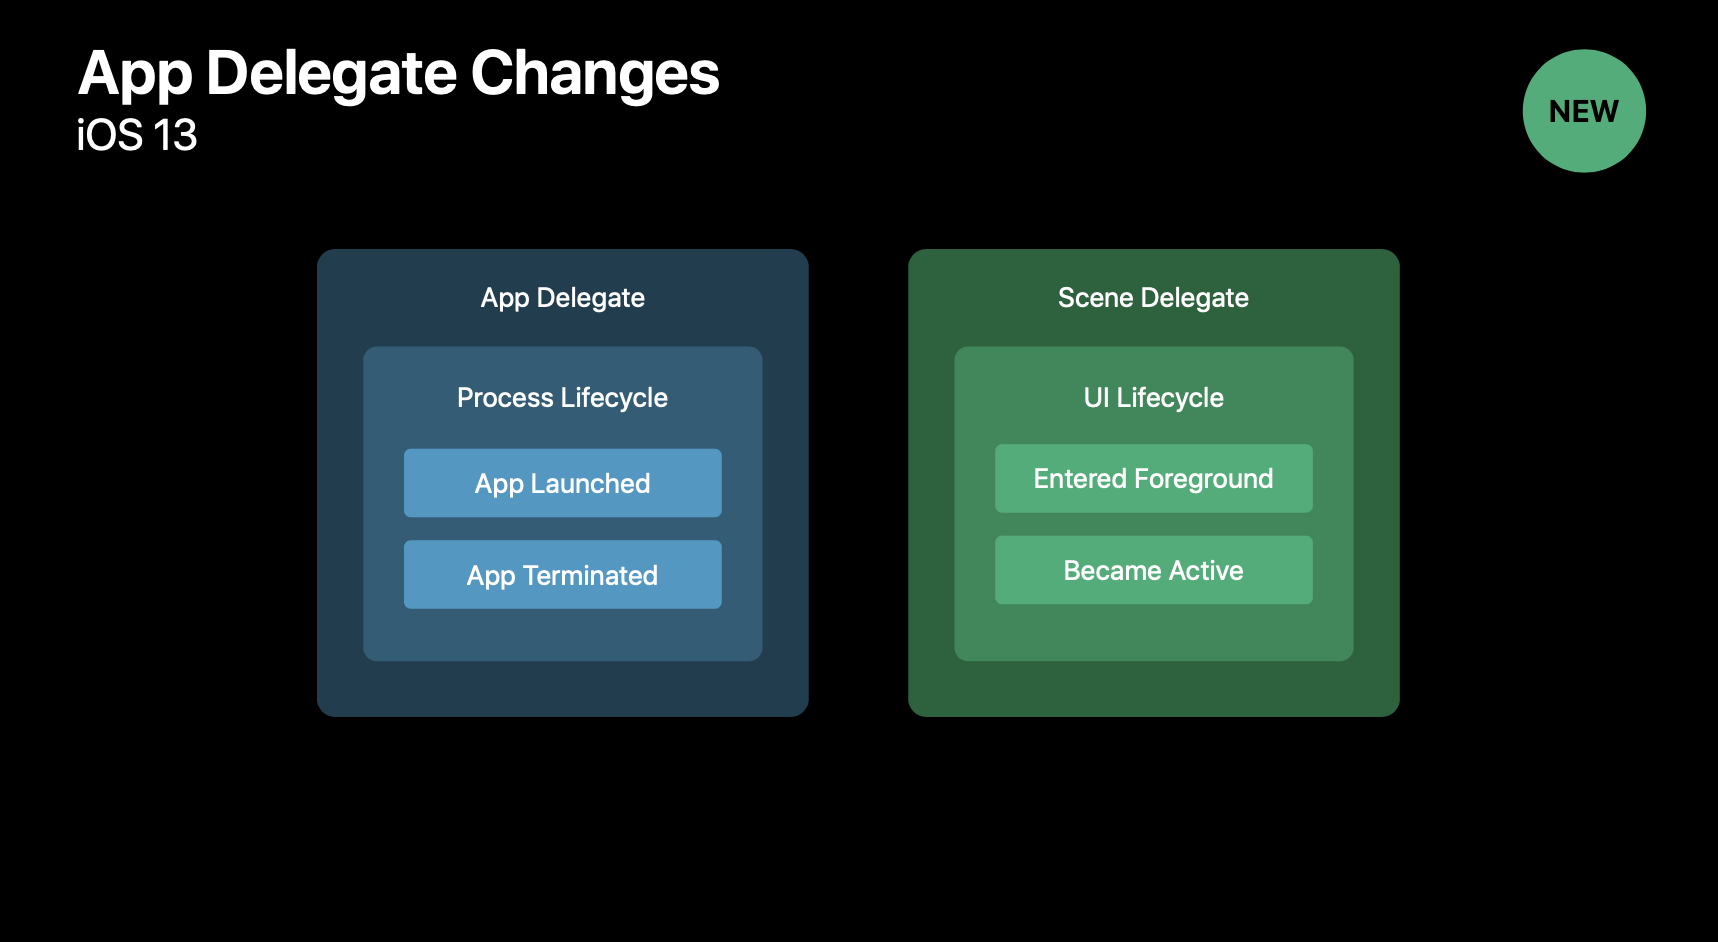 App Delegate Changes
iOS 13
NEW
App Delegate
Process Lifecycle
App Launched
App Terminated
Scene Delegate
UI Lifecycle
Entered Foreground
Became Active